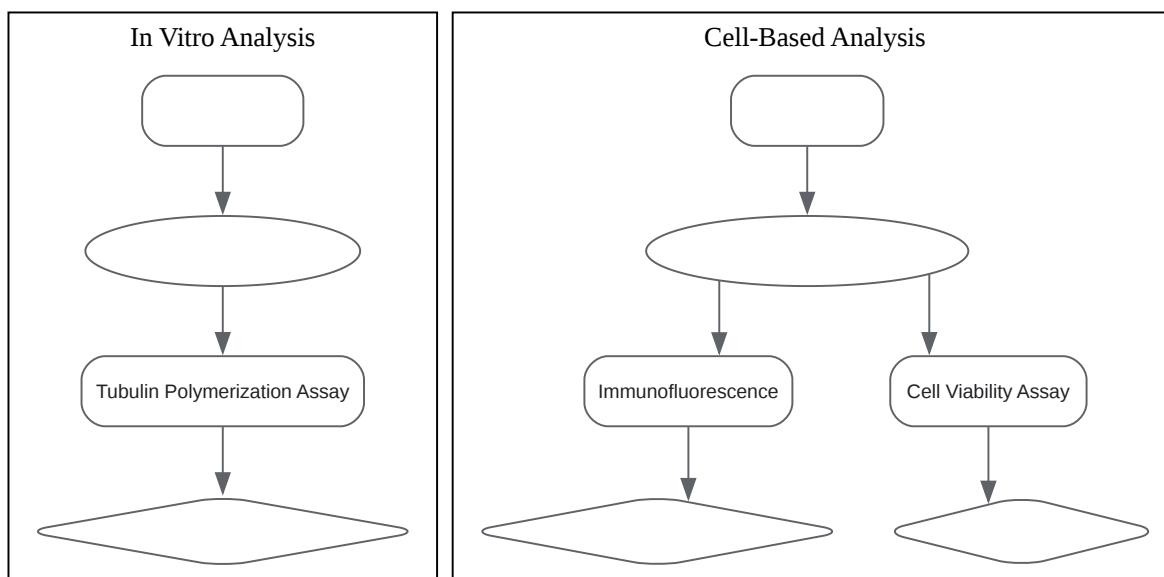 In Vitro Analysis
Tubulin Polymerization Assay
Cell-Based Analysis
Immunofluorescence
Cell Viability Assay